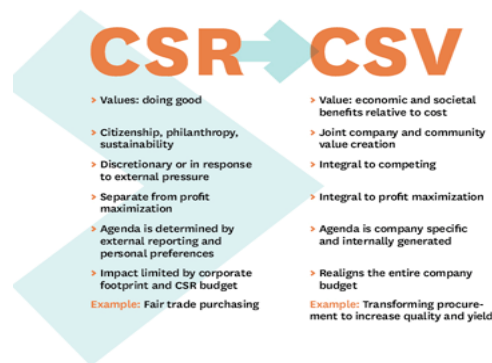 CSR → CSV
> Values: doing good
> Citizenship, philanthropy,
sustainability
> Discretionary or in response
to external pressure
> Separate from profit
maximization
> Agenda is determined by
external reporting and
personal preferences
> Impact limited by corporate
footprint and CSR budget
Example: Fair trade purchasing
> Value: economic and societal
benefits relative to cost
> Joint company and community
value creation
> Integral to competing
> Integral to profit maximization
> Agenda is company specific
and internally generated
> Realigns the entire company
budget
Example: Transforming procure-
ment to increase quality and yield